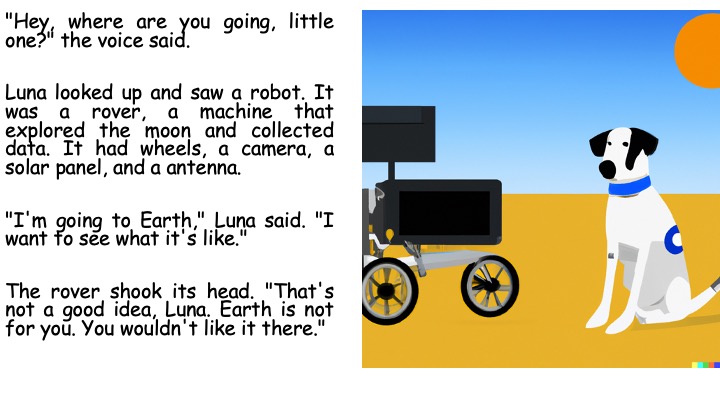 "Hey, where are you going, little
one?" the voice said.
Luna looked up and saw a robot. It
was a rover, a machine that
explored the moon and collected
data. It had wheels, a camera, a
solar panel, and a antenna.
"I'm going to Earth," Luna said. "I
want to see what it's like."
The rover shook its head. "That's
not a good idea, Luna. Earth is not
for you. You wouldn't like it there."